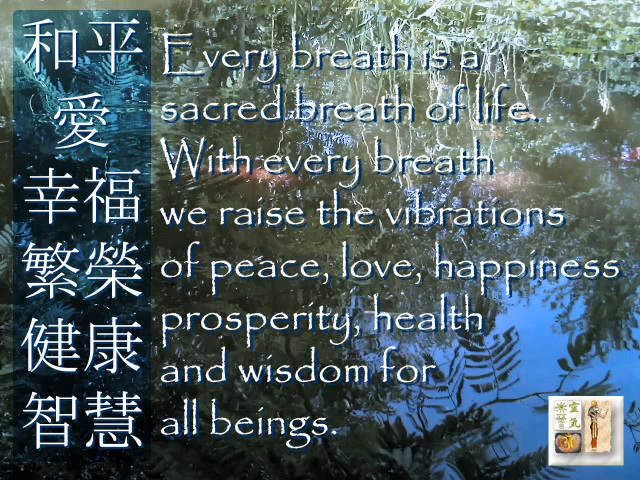 和平
愛
幸福
繁榮
健康
智慧
Every breath is a
sacred breath of life.
With every breath
we raise the vibrations
of peace, love, happiness
prosperity, health
and wisdom for
all beings.